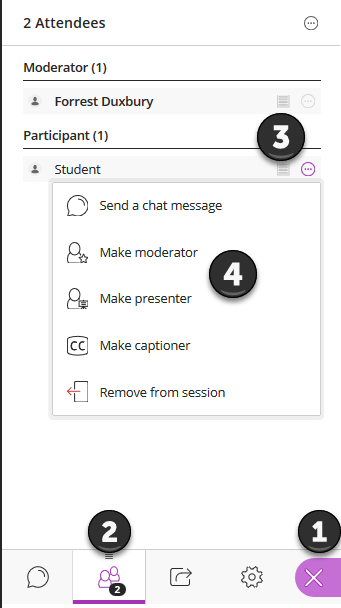 2 Attendees
Moderator (1)
Forrest Duxbury
3
Participant (1)
Student
Send a chat message
Make moderator
4
Make presenter
CC Make captioner
Remove from session
2
1
2